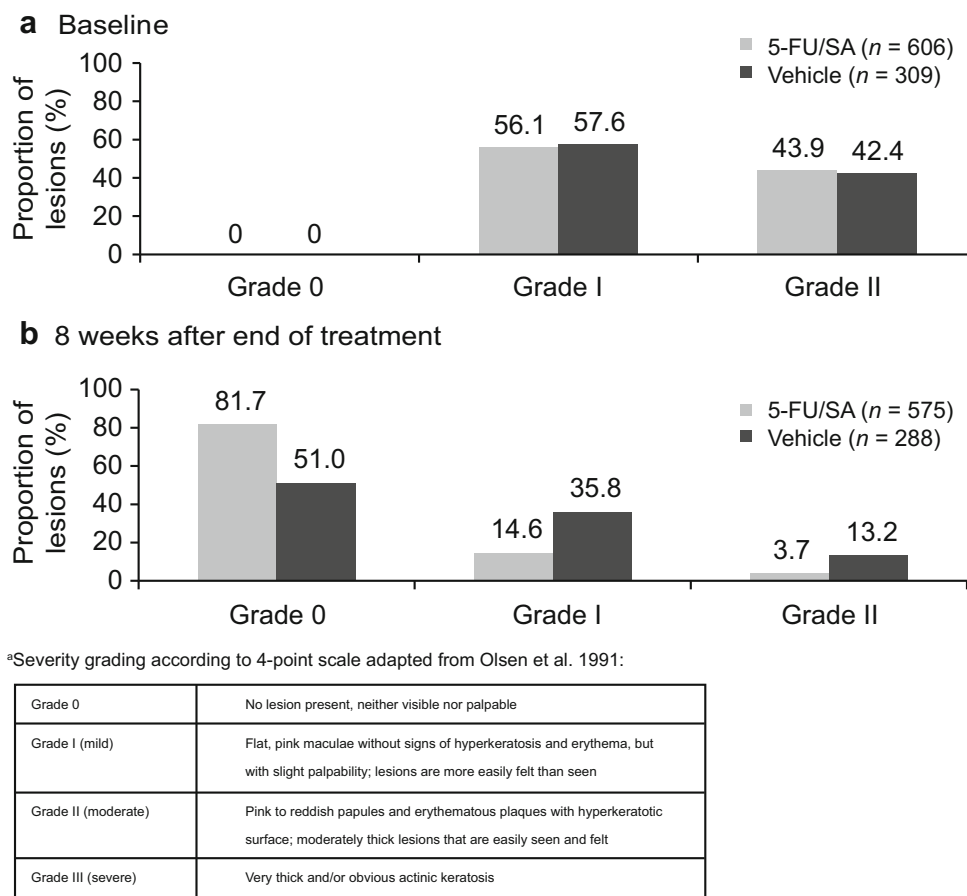 a Baseline
5-FU/SA (n = 606)
Vehicle (n = 309)
Proportion of
lesions (%)
100
80
60
40
20
0
0 0
56.1 57.6
43.9 42.4
Grade 0 Grade I Grade II
b 8 weeks after end of treatment
5-FU/SA (n = 575)
Vehicle (n = 288)
Proportion of
lesions (%)
100
80
60
40
20
0
81.7 51.0
14.6 35.8
3.7 13.2
Grade 0 Grade I Grade II
ᵃSeverity grading according to 4-point scale adapted from Olsen et al. 1991:
Grade 0 No lesion present, neither visible nor palpable
Grade I (mild) Flat, pink maculae without signs of hyperkeratosis and erythema, but
with slight palpability; lesions are more easily felt than seen
Grade II (moderate) Pink to reddish papules and erythematous plaques with hyperkeratotic
surface; moderately thick lesions that are easily seen and felt
Grade III (severe) Very thick and/or obvious actinic keratosis